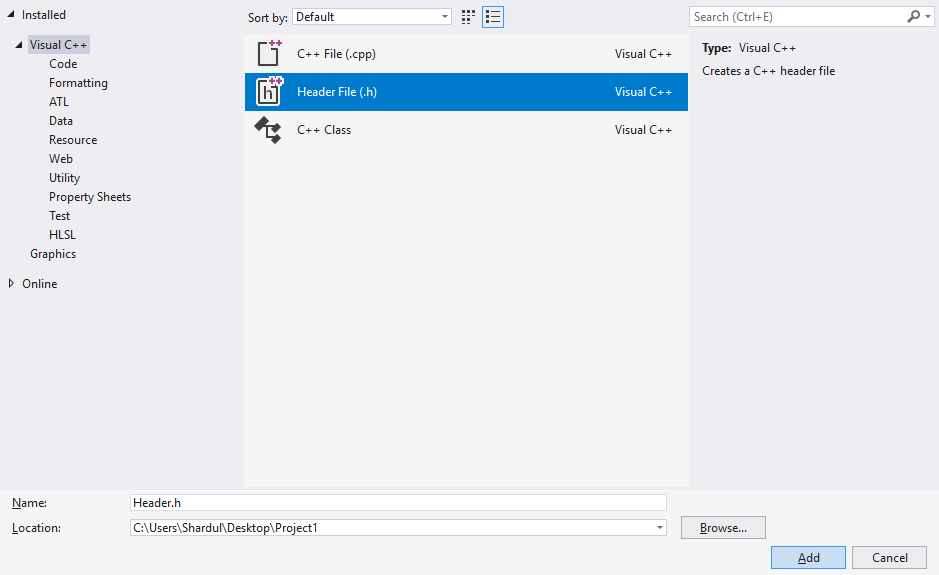 Installed
Visual C++
Code
Formatting
ATL
Data
Resource
Web
Utility
Property Sheets
Test
HLSL
Graphics
Online
Sort by: Default
C++ File (.cpp) Visual C++
Header File (.h) Visual C++
C++ Class Visual C++
Search (Ctrl+E)
Type: Visual C++
Creates a C++ header file
Name: Header.h
Location: C:\Users\Shardul\Desktop\Project1 Browse...
Add Cancel